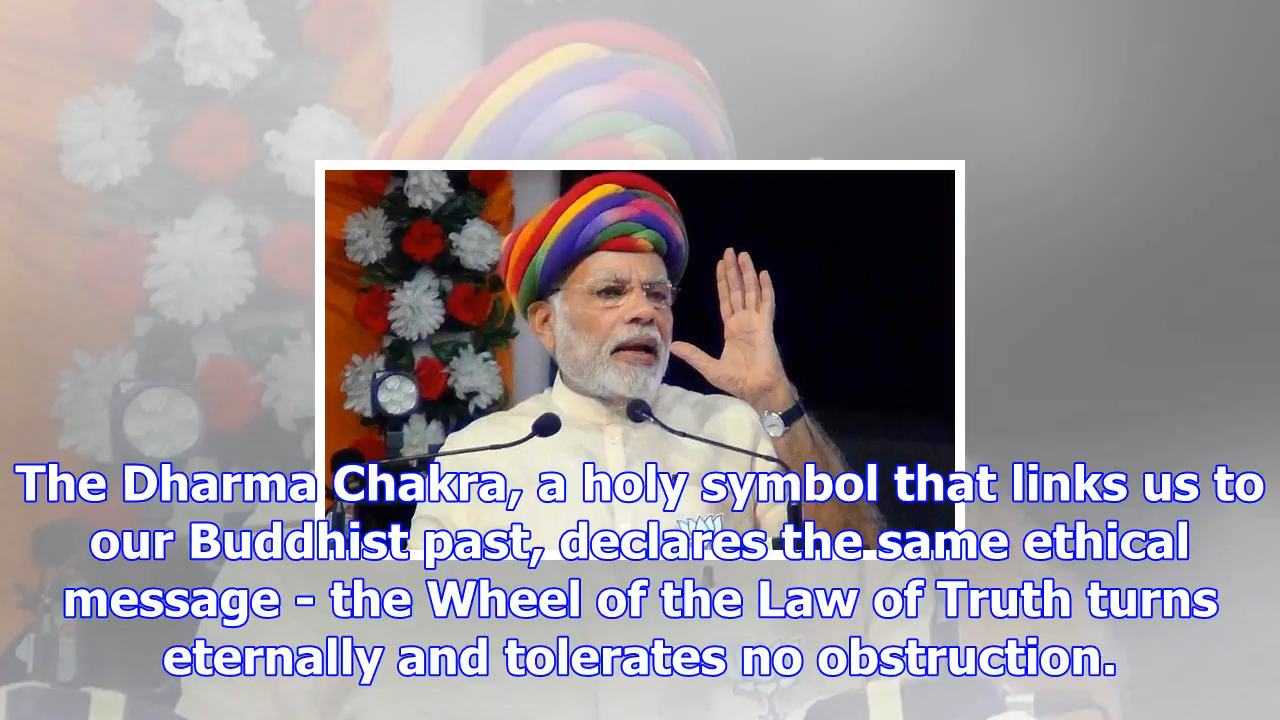 The Dharma Chakra, a holy symbol that links us to
our Buddhist past, declares the same ethical
message - the Wheel of the Law of Truth turns
eternally and tolerates no obstruction.